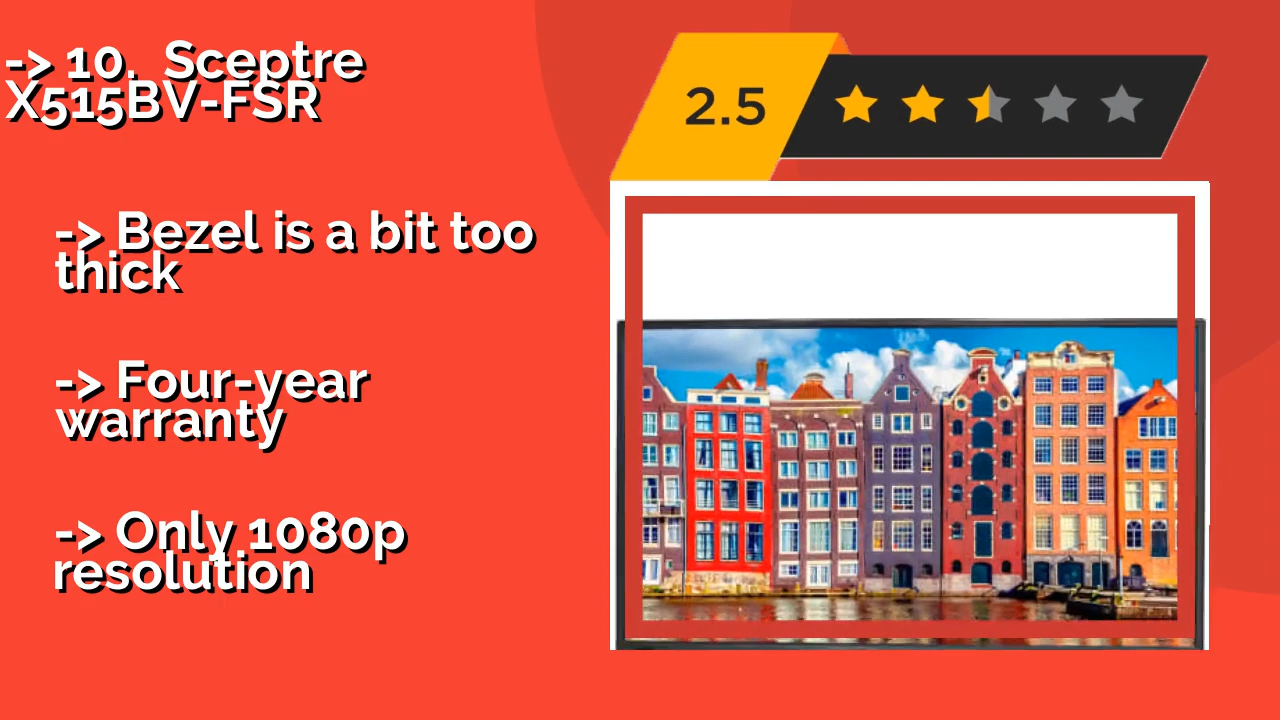 -> 10.  Sceptre
X515BV-FSR
2.5
-> Bezel is a bit too
thick
-> Four-year
warranty
-> Only 1080p
resolution